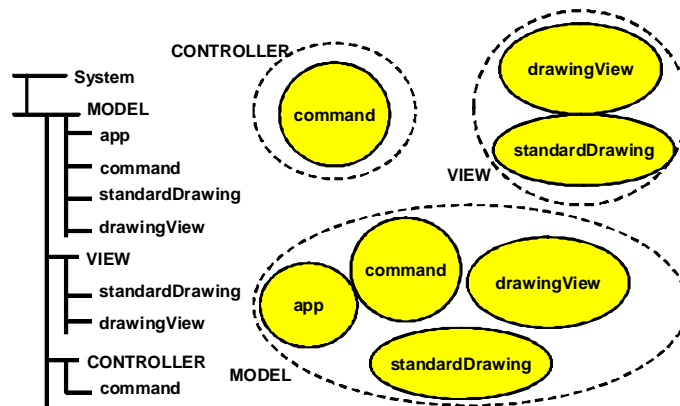 System
MODEL
app
command
standardDrawing
drawingView
VIEW
standardDrawing
drawingView
CONTROLLER
command
CONTROLLER
command
drawingView
standardDrawing
VIEW
command
drawingView
app
standardDrawing
MODEL